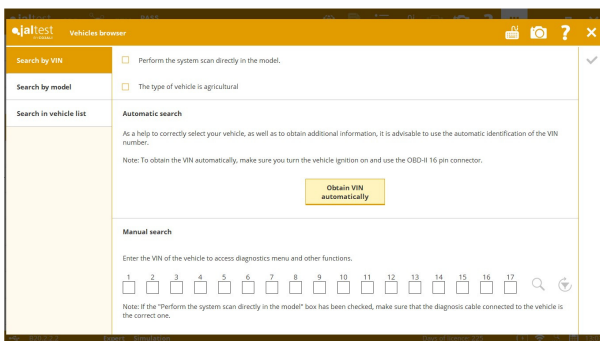 jaltest
Vehicles browser
Search by VIN
Perform the system scan directly in the model.
Search by model
The type of vehicle is agricultural
Search in vehicle list
Automatic search
As a help to correctly select your vehicle, as well as to obtain additional information, it is advisable to use the automatic identification of the VIN
number.
Note: To obtain the VIN automatically, make sure you turn the vehicle ignition on and use the OBD-II 16 pin connector.
Obtain VIN
automatically
Manual search
Enter the VIN of the vehicle to access diagnostics menu and other functions.
1 2 3 4 5 6 7 8 9 10 11 12 13 14 15 16 17
Note: If the "Perform the system scan directly in the model" box has been checked, make sure that the diagnosis cable connected to the vehicle is
the correct one.